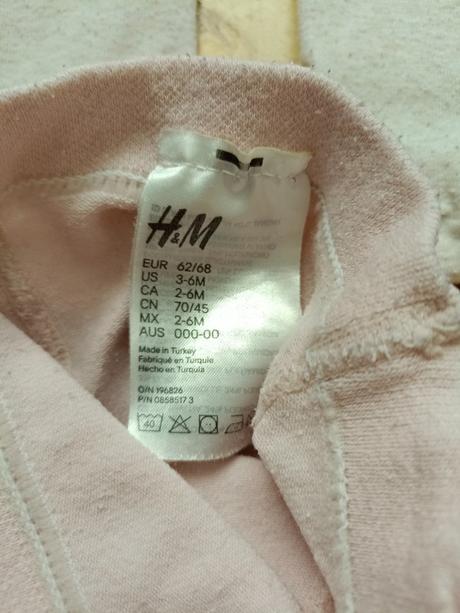 H&M
EUR 62/68
US 3-6M
CA 2-6M
CN 70/45
MX 2-6M
AUS 000-00
Made in Turkey
Fabriqué en Turquie
Hecho en Turquía
O/N 196826
P/N 0858517 3
40